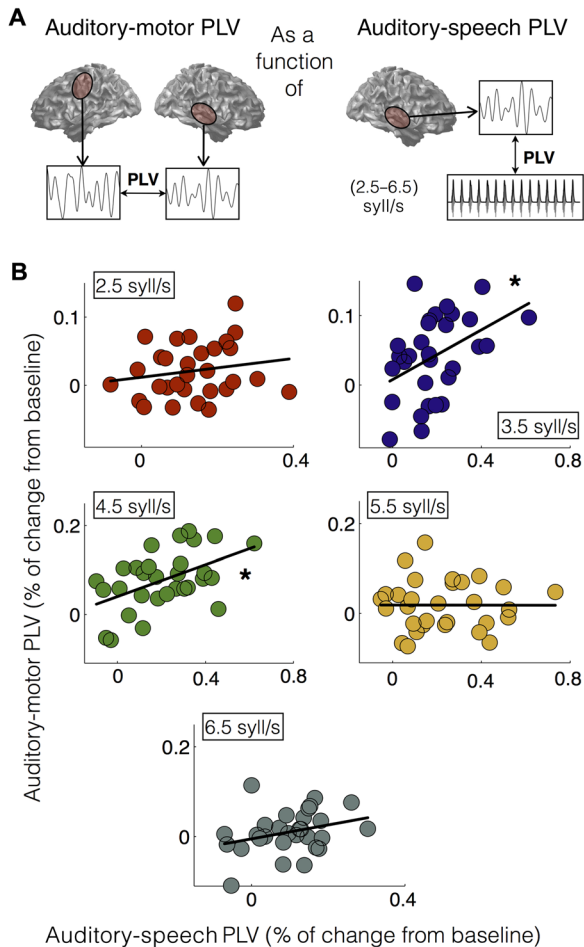 A
Auditory-motor PLV
As a
function
of
Auditory-speech PLV
PLV
PLV
(2.5–6.5)
syll/s
B
Auditory-motor PLV (% of change from baseline)
2.5 syll/s
0.1
0
0
0.4
*
3.5 syll/s
0.1
0
0
0.4
0.8
4.5 syll/s
*
0.2
0
0
0.4
0.8
5.5 syll/s
0.2
0
0
0.4
0.8
6.5 syll/s
0.2
0
0
0.4
Auditory-speech PLV (% of change from baseline)